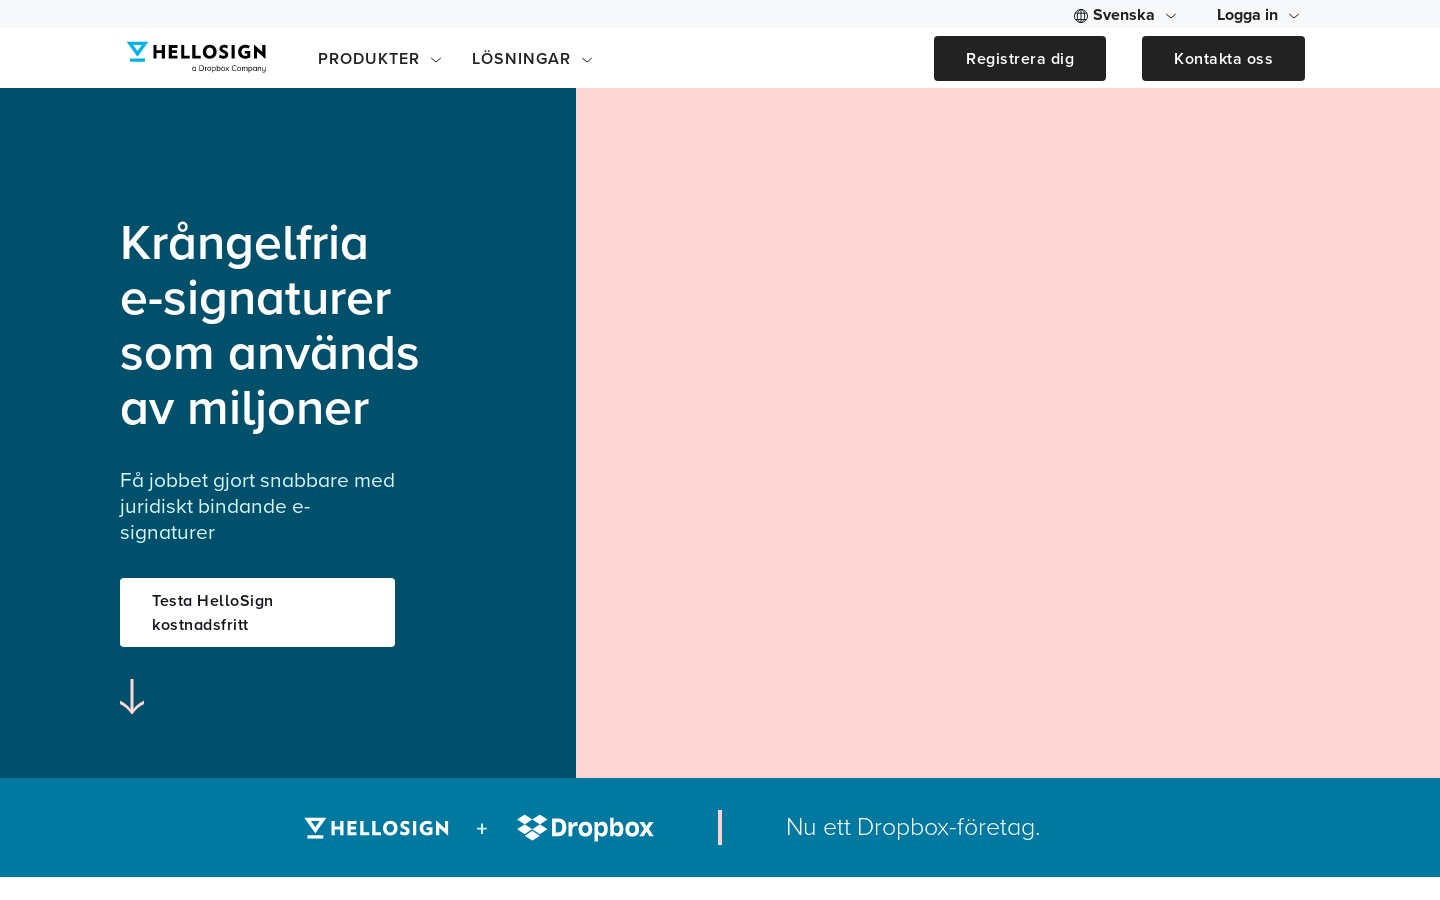 Svenska Logga in
HELLOSIGN
a Dropbox Company
PRODUKTER LÖSNINGAR Registrera dig Kontakta oss
Krångelfria
e-signaturer
som används
av miljoner
Få jobbet gjort snabbare med
juridiskt bindande e-
signaturer
Testa HelloSign
kostnadsfritt
HELLOSIGN + Dropbox Nu ett Dropbox-företag.